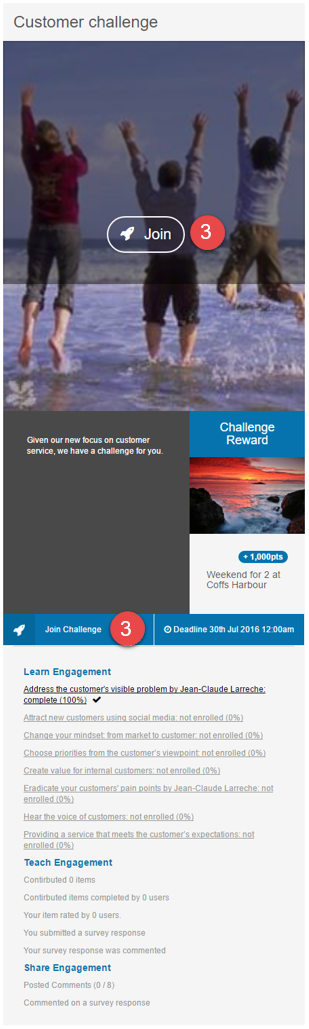 Customer challenge
Join
3
Given our new focus on customer
service, we have a challenge for you.
Challenge
Reward
+ 1,000pts
Weekend for 2 at
Coffs Harbour
Join Challenge
3
Deadline 30th Jul 2016 12:00am
Learn Engagement
Address the customer's visible problem by Jean-Claude Larreche:
complete (100%)
Attract new customers using social media: not enrolled (0%)
Change your mindset: from market to customer: not enrolled (0%)
Choose priorities from the customer's viewpoint: not enrolled (0%)
Create value for internal customers: not enrolled (0%)
Eradicate your customers' pain points by Jean-Claude Larreche: not
enrolled (0%)
Hear the voice of customers: not enrolled (0%)
Providing a service that meets the customer's expectations: not
enrolled (0%)
Teach Engagement
Contirbuted 0 items
Contirbuted items completed by 0 users
Your item rated by 0 users.
You submitted a survey response
Your survey response was commented
Share Engagement
Posted Comments (0 / 8)
Commented on a survey response